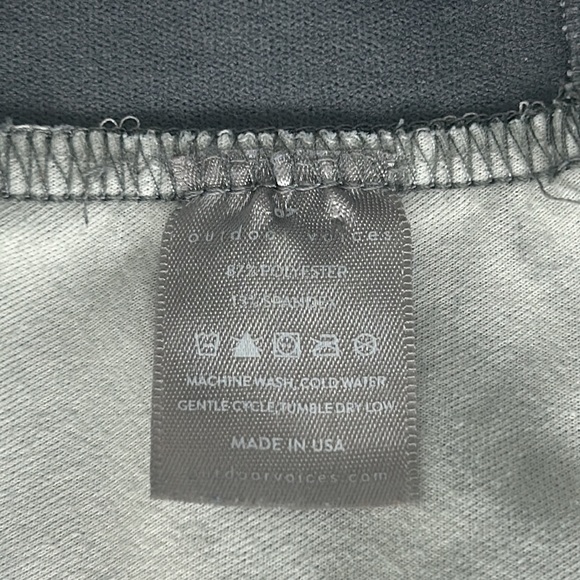 outdoor voices
87% POLYESTER
13% SPANDEX
MACHINE WASH, COLD WATER
GENTLE CYCLE, TUMBLE DRY LOW
MADE IN USA
outdoorvoices.com